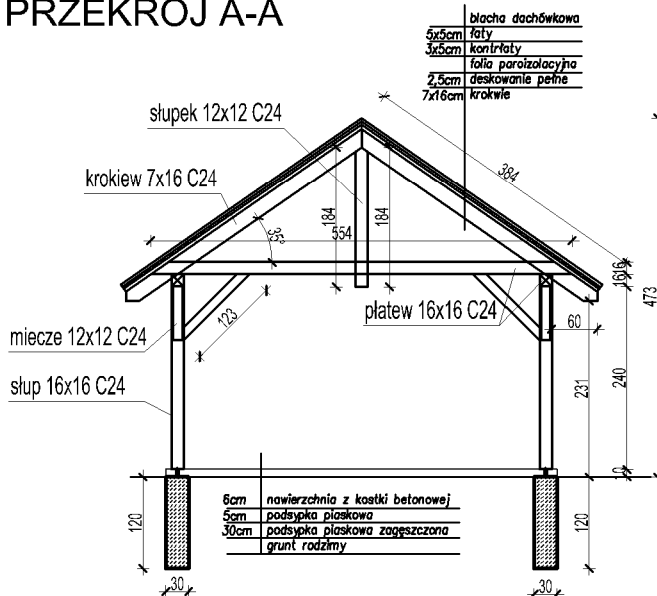 PRZEKRÓJ A-A
blacha dachówkowa
5x5cm łaty
3x5cm kontrłaty
folia paroizolacyjna
2,5cm deskowanie pełne
7x16cm krokwie
słupek 12x12 C24
384
krokiew 7x16 C24
35°
184
184
554
1616
473
123
płatew 16x16 C24
60
miecze 12x12 C24
słup 16x16 C24
231
240
6cm nawierzchnia z kostki betonowej
5cm podsypka piaskowa
30cm podsypka piaskowa zagęszczona
grunt rodzimy
120
120
30
30